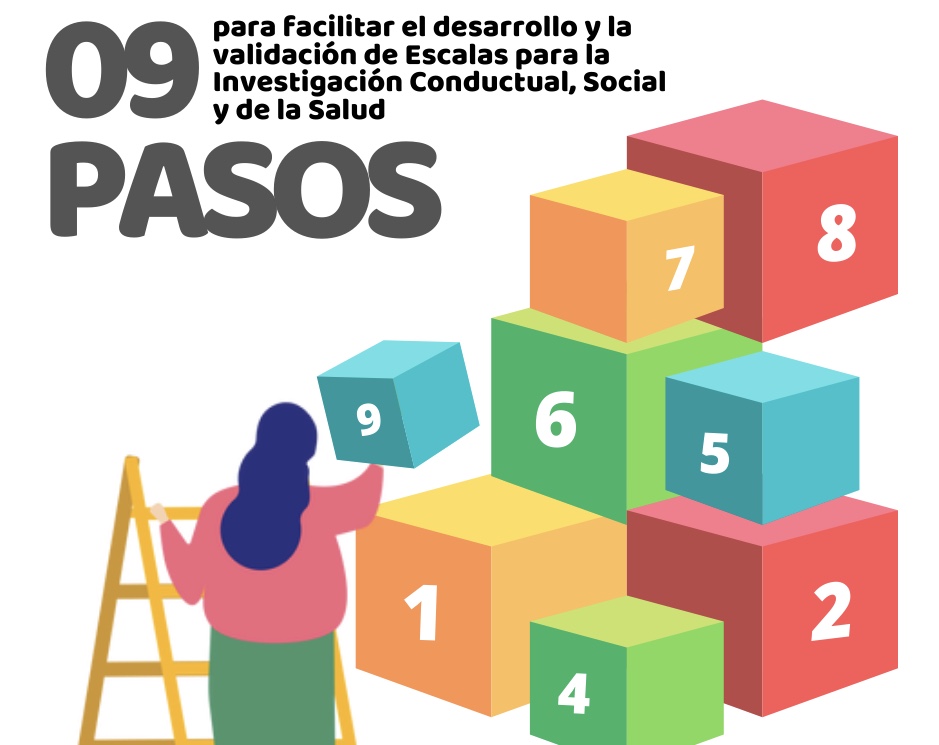 09
para facilitar el desarrollo y la
validación de Escalas para la
Investigación Conductual, Social
y de la Salud
PASOS
8
7
9
6
5
1
2
4